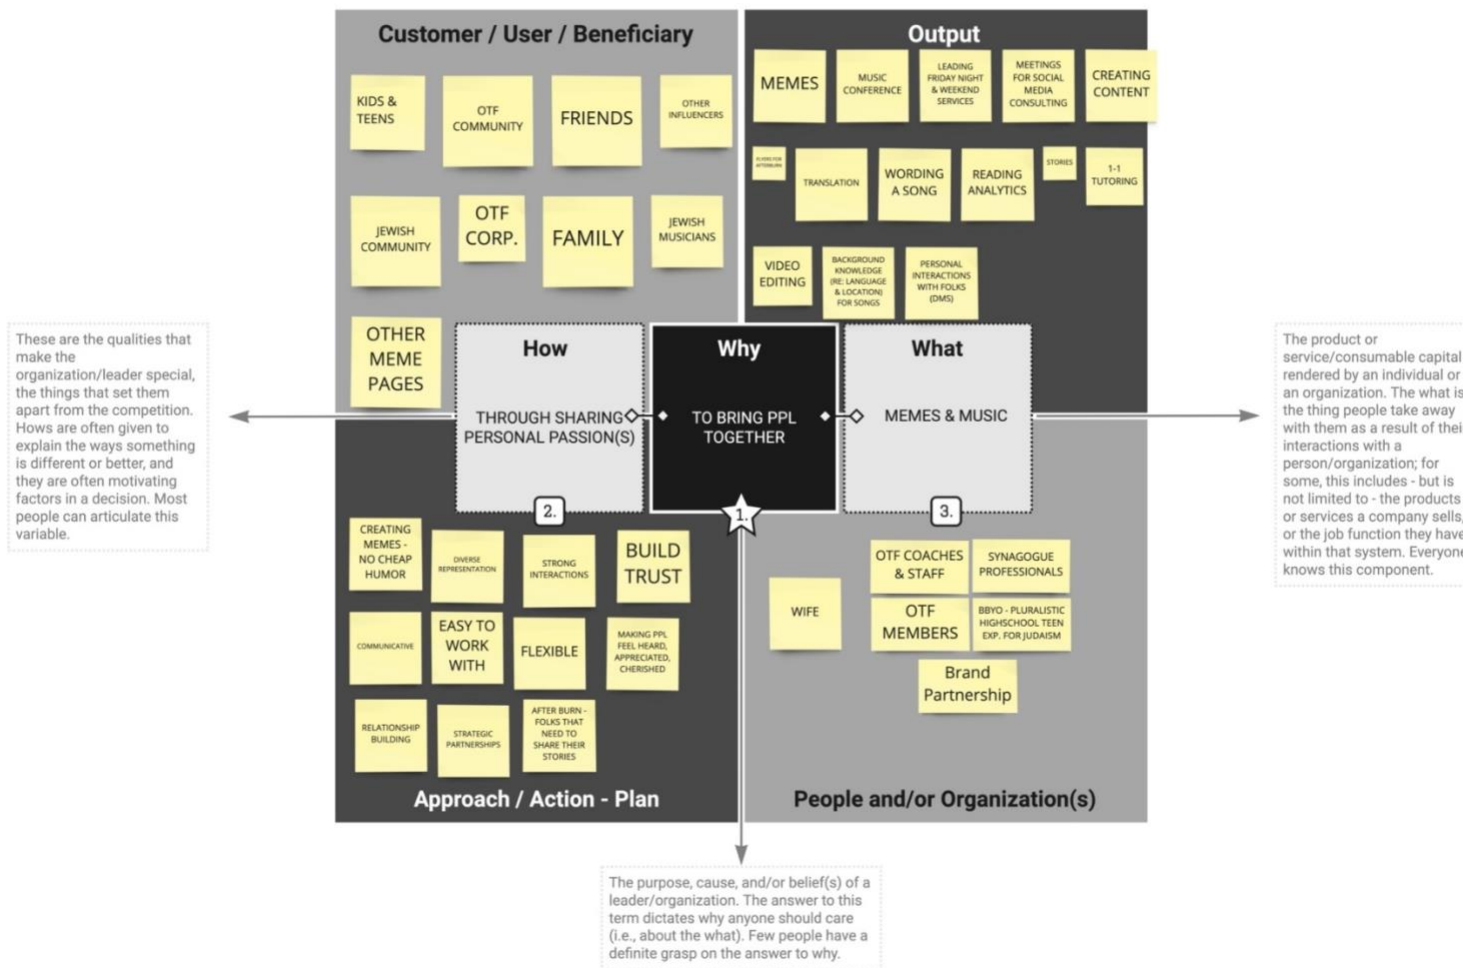 Customer / User / Beneficiary
KIDS &
TEENS
OTF
COMMUNITY
FRIENDS
OTHER
INFLUENCERS
JEWISH
COMMUNITY
OTF
CORP.
FAMILY
JEWISH
MUSICIANS
OTHER
MEME
PAGES
Output
MEMES
MUSIC
CONFERENCE
LEADING
FRIDAY NIGHT
& WEEKEND
SERVICES
MEETINGS
FOR SOCIAL
MEDIA
CONSULTING
CREATING
CONTENT
TRANSLATION
WORDING
A SONG
READING
ANALYTICS
STORIES
1-1
TUTORING
VIDEO
EDITING
BACKGROUND
KNOWLEDGE
(RE: LANGUAGE
& LOCATION)
FOR SONGS
PERSONAL
INTERACTIONS
WITH FOLKS
(DMS)
These are the qualities that
make the
organization/leader special,
the things that set them
apart from the competition.
Hows are often given to
explain the ways something
is different or better, and
they are often motivating
factors in a decision. Most
people can articulate this
variable.
How
THROUGH SHARING
PERSONAL PASSION(S)
2.
Why
TO BRING PPL
TOGETHER
1.
What
MEMES & MUSIC
3.
The product or
service/consumable capital
rendered by an individual or
an organization. The what is
the thing people take away
with them as a result of thei
interactions with a
person/organization; for
some, this includes - but is
not limited to - the products
or services a company sells,
or the job function they have
within that system. Everyone
knows this component.
CREATING
MEMES -
NO CHEAP
HUMOR
DIVERSE
REPRESENTATION
STRONG
INTERACTIONS
BUILD
TRUST
COMMUNICATIVE
EASY TO
WORK
WITH
FLEXIBLE
MAKING PPL
FEEL HEARD,
APPRECIATED,
CHERISHED
RELATIONSHIP
BUILDING
STRATEGIC
PARTNERSHIPS
AFTER BURN -
FOLKS THAT
NEED TO
SHARE THEIR
STORIES
Approach / Action - Plan
WIFE
OTF COACHES
& STAFF
SYNAGOGUE
PROFESSIONALS
OTF
MEMBERS
BBYO - PLURALISTIC
HIGHSCHOOL TEEN
EXP. FOR JUDAISM
Brand
Partnership
People and/or Organization(s)
The purpose, cause, and/or belief(s) of a
leader/organization. The answer to this
term dictates why anyone should care
(i.e., about the what). Few people have a
definite grasp on the answer to why.